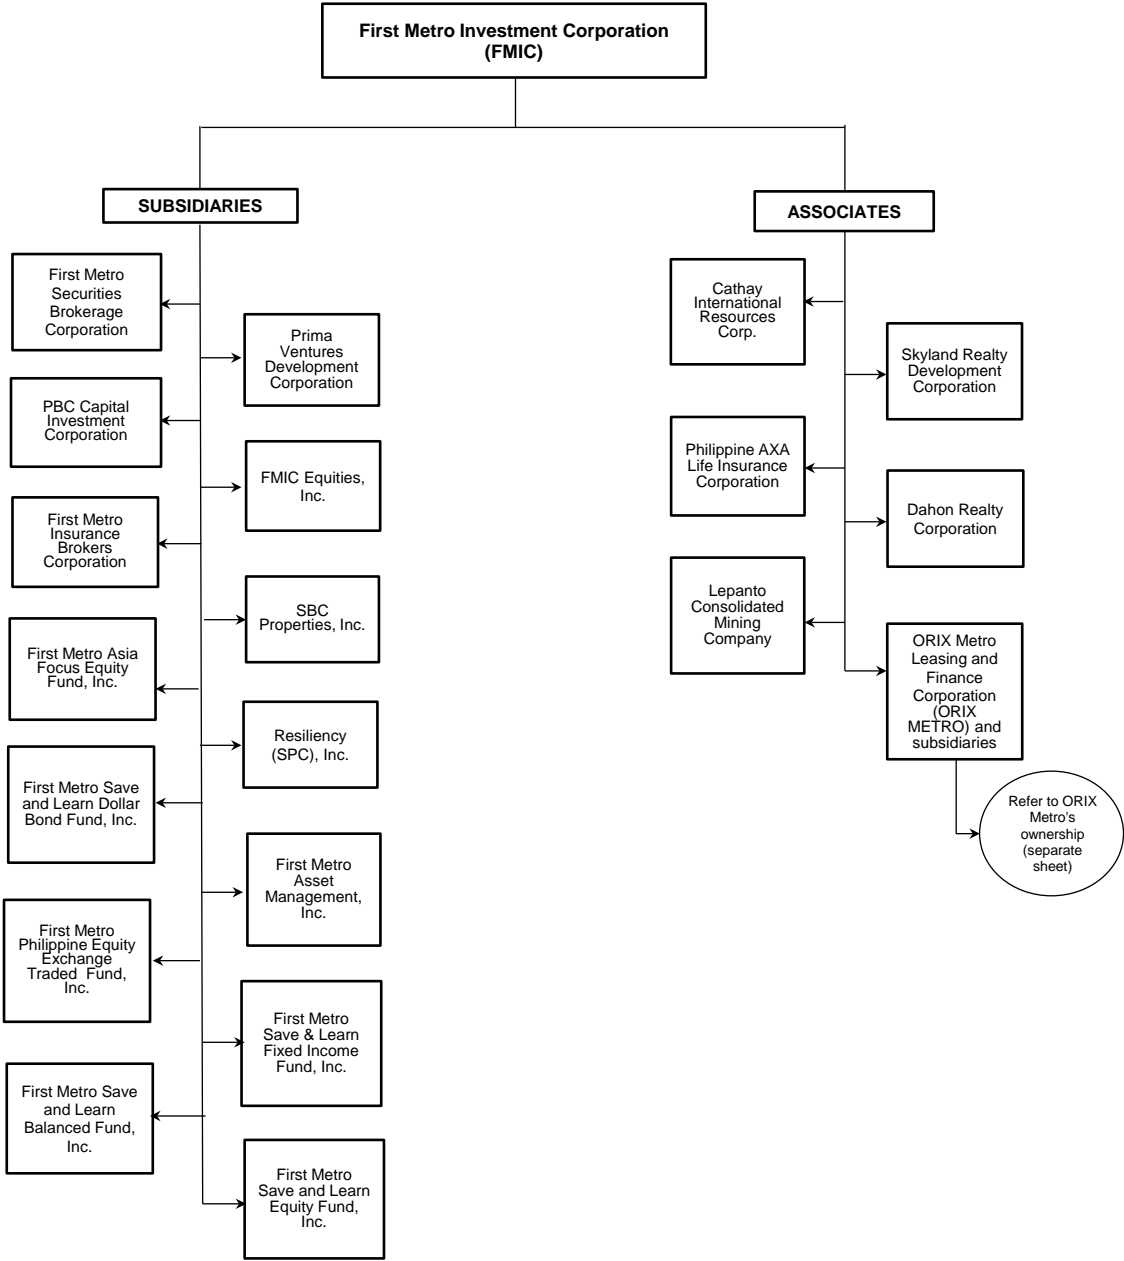 First Metro Investment Corporation
(FMIC)
SUBSIDIARIES
First Metro
Securities
Brokerage
Corporation
Prima
Ventures
Development
Corporation
PBC Capital
Investment
Corporation
FMIC Equities,
Inc.
First Metro
Insurance
Brokers
Corporation
SBC
Properties, Inc.
First Metro Asia
Focus Equity
Fund, Inc.
Resiliency
(SPC), Inc.
First Metro Save
and Learn Dollar
Bond Fund, Inc.
First Metro
Asset
Management,
Inc.
First Metro
Philippine Equity
Exchange
Traded Fund,
Inc.
First Metro
Save & Learn
Fixed Income
Fund, Inc.
First Metro Save
and Learn
Balanced Fund,
Inc.
First Metro
Save and Learn
Equity Fund,
Inc.
ASSOCIATES
Cathay
International
Resources
Corp.
Skyland Realty
Development
Corporation
Philippine AXA
Life Insurance
Corporation
Dahon Realty
Corporation
Lepanto
Consolidated
Mining
Company
ORIX Metro
Leasing and
Finance
Corporation
(ORIX
METRO) and
subsidiaries
Refer to ORIX
Metro's
ownership
(separate
sheet)